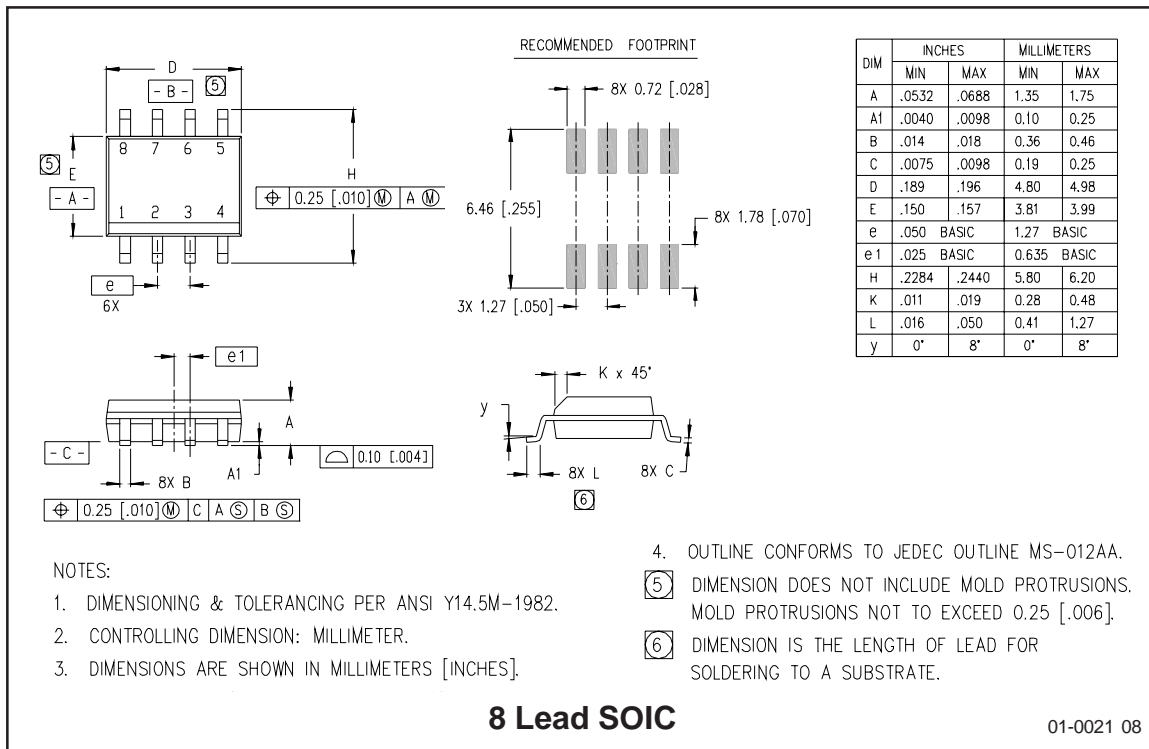 RECOMMENDED FOOTPRINT
D
- B -
5
8 7 6 5
5
E
- A -
H
⌖ 0.25 [.010] Ⓜ A Ⓜ
1 2 3 4
e
6X
8X 0.72 [.028]
6.46 [.255]
8X 1.78 [.070]
3X 1.27 [.050]
DIM INCHES MILLIMETERS
MIN MAX MIN MAX
A .0532 .0688 1.35 1.75
A1 .0040 .0098 0.10 0.25
B .014 .018 0.36 0.46
C .0075 .0098 0.19 0.25
D .189 .196 4.80 4.98
E .150 .157 3.81 3.99
e .050 BASIC 1.27 BASIC
e1 .025 BASIC 0.635 BASIC
H .2284 .2440 5.80 6.20
K .011 .019 0.28 0.48
L .016 .050 0.41 1.27
y 0° 8° 0° 8°
e1
A
- C -
8X B
A1
⌓ 0.10 [.004]
⌖ 0.25 [.010] Ⓜ C A Ⓢ B Ⓢ
K x 45°
y
8X L
6
8X C
NOTES:
1. DIMENSIONING & TOLERANCING PER ANSI Y14.5M-1982.
2. CONTROLLING DIMENSION: MILLIMETER.
3. DIMENSIONS ARE SHOWN IN MILLIMETERS [INCHES].
4. OUTLINE CONFORMS TO JEDEC OUTLINE MS-012AA.
5 DIMENSION DOES NOT INCLUDE MOLD PROTRUSIONS.
MOLD PROTRUSIONS NOT TO EXCEED 0.25 [.006].
6 DIMENSION IS THE LENGTH OF LEAD FOR
SOLDERING TO A SUBSTRATE.
8 Lead SOIC
01-0021 08